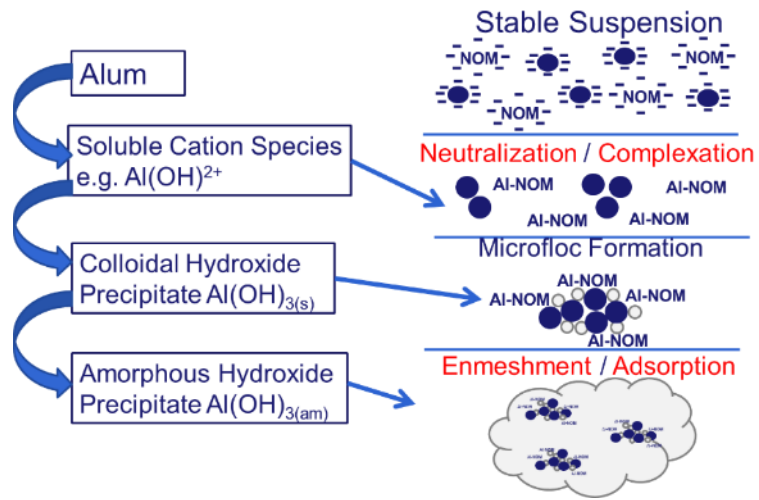 Stable Suspension
NOM
NOM
NOM
NOM
Alum
Soluble Cation Species
e.g. Al(OH)²⁺
Neutralization / Complexation
Al-NOM
Al-NOM
Al-NOM
Al-NOM
Colloidal Hydroxide
Precipitate Al(OH)₃₍ₛ₎
Microfloc Formation
Al-NOM
Al-NOM
Al-NOM
Al-NOM
Amorphous Hydroxide
Precipitate Al(OH)₃₍ₐₘ₎
Enmeshment / Adsorption